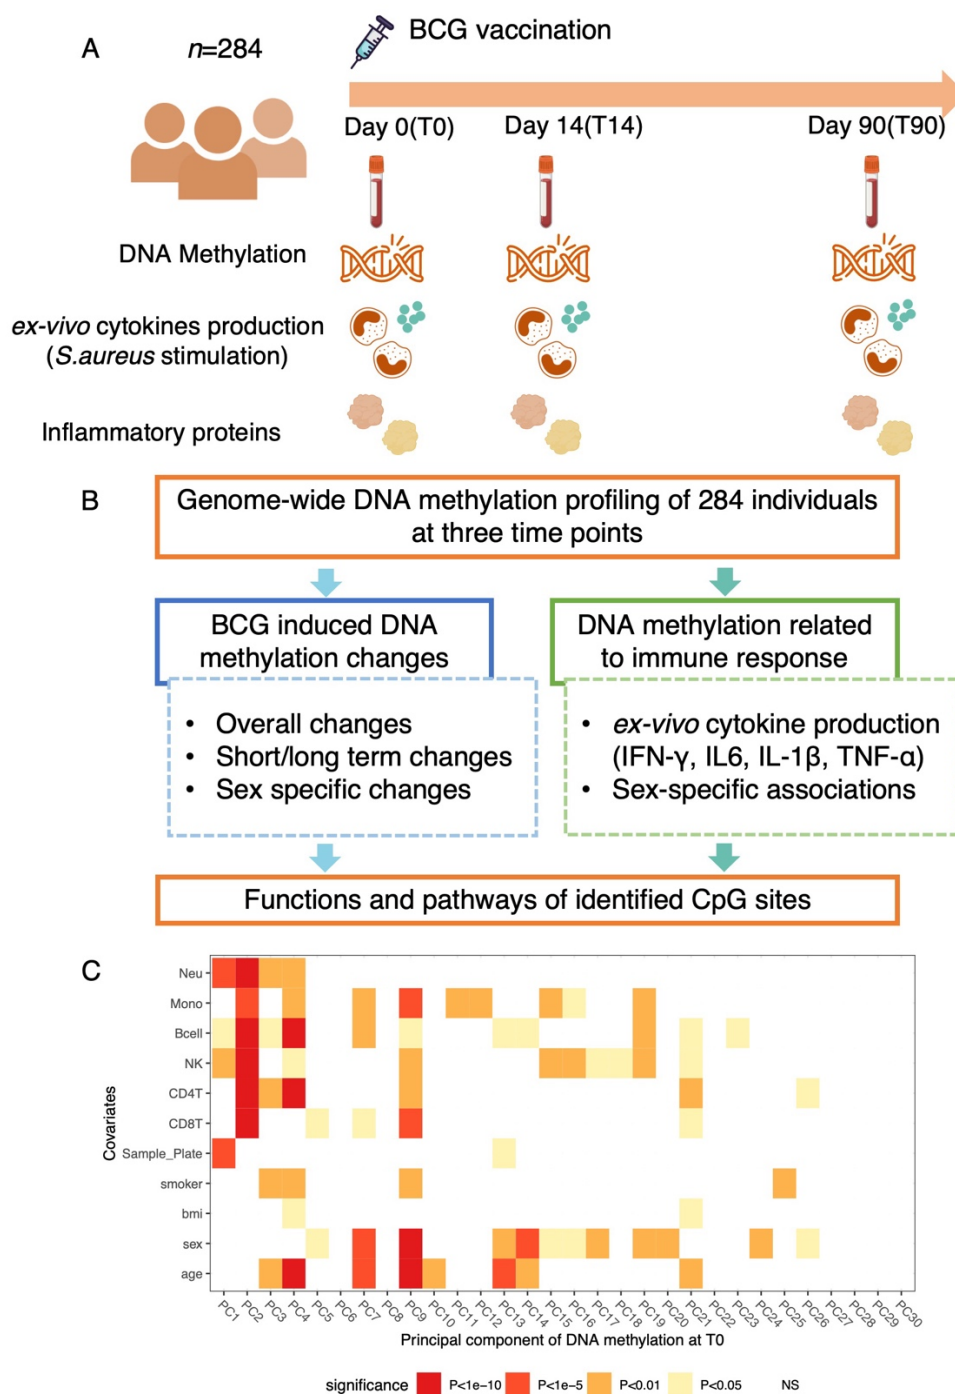 A
n=284
BCG vaccination
Day 0(T0)
Day 14(T14)
Day 90(T90)
DNA Methylation
ex-vivo cytokines production
(S.aureus stimulation)
Inflammatory proteins
B
Genome-wide DNA methylation profiling of 284 individuals
at three time points
BCG induced DNA
methylation changes
• Overall changes
• Short/long term changes
• Sex specific changes
DNA methylation related
to immune response
• ex-vivo cytokine production
(IFN-γ, IL6, IL-1β, TNF-α)
• Sex-specific associations
Functions and pathways of identified CpG sites
C
Covariates
Neu
Mono
Bcell
NK
CD4T
CD8T
Sample_Plate
smoker
bmi
sex
age
PC1
PC2
PC3
PC4
PC5
PC6
PC7
PC8
PC9
PC10
PC11
PC12
PC13
PC14
PC15
PC16
PC17
PC18
PC19
PC20
PC21
PC22
PC23
PC24
PC25
PC26
PC27
PC28
PC29
PC30
Principal component of DNA methylation at T0
significance
P<1e-10
P<1e-5
P<0.01
P<0.05
NS